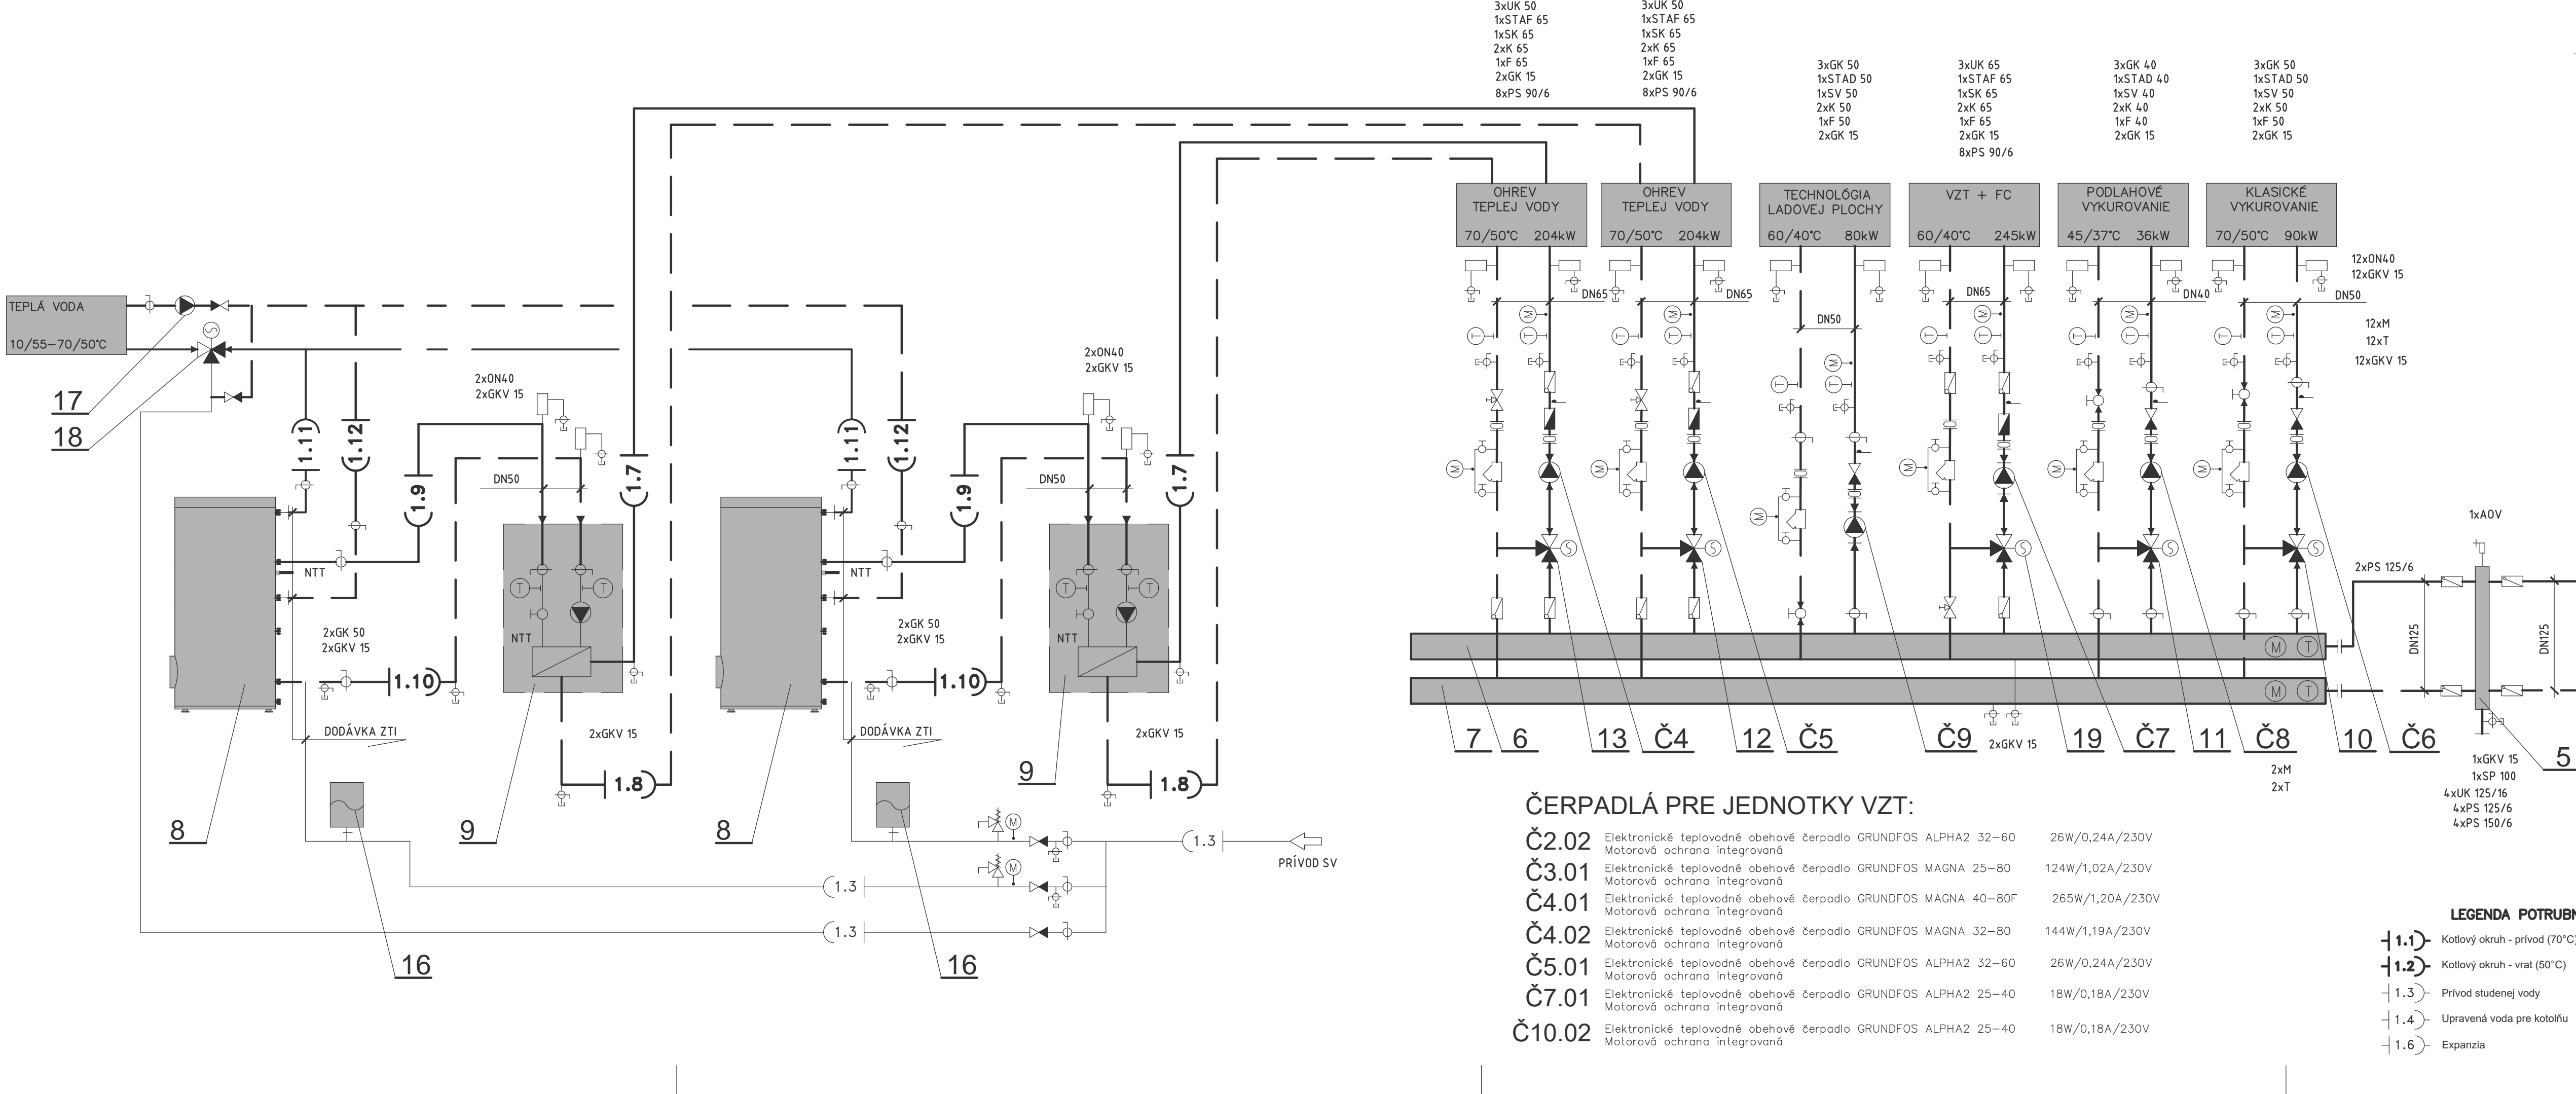 3xUK 50
1xSTAF 65
1xSK 65
2xK 65
1xF 65
2xGK 15
8xPS 90/6
3xUK 50
1xSTAF 65
1xSK 65
2xK 65
1xF 65
2xGK 15
8xPS 90/6
3xGK 50
1xSTAD 50
1xSV 50
2xK 50
1xF 50
2xGK 15
3xUK 65
1xSTAF 65
1xSK 65
2xK 65
1xF 65
2xGK 15
8xPS 90/6
3xGK 40
1xSTAD 40
1xSV 40
2xK 40
1xF 40
2xGK 15
3xGK 50
1xSTAD 50
1xSV 50
2xK 50
1xF 50
2xGK 15
OHREV
TEPLEJ VODY
70/50°C 204kW
OHREV
TEPLEJ VODY
70/50°C 204kW
TECHNOLÓGIA
LADOVEJ PLOCHY
60/40°C 80kW
VZT + FC
60/40°C 245kW
PODLAHOVÉ
VYKUROVANIE
45/37°C 36kW
KLASICKÉ
VYKUROVANIE
70/50°C 90kW
12xON40
12xGKV 15
DN65
DN65
DN50
DN65
DN40
DN50
12xM
12xT
12xGKV 15
M M M M M
T T T T T
T T T T T
M
T T
M M M M M
M
S S S S S
TEPLÁ VODA
10/55-70/50°C
S
17
18
1.11
1.12
1.9
2xON40
2xGKV 15
DN50
1.7
NTT
T T
NTT
2xGK 50
2xGKV 15
1.10
8
DODÁVKA ZTI
2xGKV 15
1.8
8
9
16
1.11
1.12
1.9
2xON40
2xGKV 15
DN50
1.7
NTT
T T
NTT
2xGK 50
2xGKV 15
1.10
8
DODÁVKA ZTI
2xGKV 15
1.8
8
9
16
M
M
1.3
1.3
1.3
PRÍVOD SV
M T
M T
7
6
13
Č4
12
Č5
Č9
2xGKV 15
19
Č7
11
Č8
10
Č6
2xM
2xT
2xPS 125/6
DN125
1xAOV
DN125
5
1xGKV 15
1xSP 100
4xUK 125/16
4xPS 125/6
4xPS 150/6
ČERPADLÁ PRE JEDNOTKY VZT:
Č2.02 Elektronické teplovodné obehové čerpadlo GRUNDFOS ALPHA2 32-60 26W/0,24A/230V
Motorová ochrana integrovaná
Č3.01 Elektronické teplovodné obehové čerpadlo GRUNDFOS MAGNA 25-80 124W/1,02A/230V
Motorová ochrana integrovaná
Č4.01 Elektronické teplovodné obehové čerpadlo GRUNDFOS MAGNA 40-80F 265W/1,20A/230V
Motorová ochrana integrovaná
Č4.02 Elektronické teplovodné obehové čerpadlo GRUNDFOS MAGNA 32-80 144W/1,19A/230V
Motorová ochrana integrovaná
Č5.01 Elektronické teplovodné obehové čerpadlo GRUNDFOS ALPHA2 32-60 26W/0,24A/230V
Motorová ochrana integrovaná
Č7.01 Elektronické teplovodné obehové čerpadlo GRUNDFOS ALPHA2 25-40 18W/0,18A/230V
Motorová ochrana integrovaná
Č10.02 Elektronické teplovodné obehové čerpadlo GRUNDFOS ALPHA2 25-40 18W/0,18A/230V
Motorová ochrana integrovaná
LEGENDA POTRUBN
1.1 Kotlový okruh - prívod (70°C)
1.2 Kotlový okruh - vrat (50°C)
1.3 Prívod studenej vody
1.4 Upravená voda pre kotolňu
1.6 Expanzia